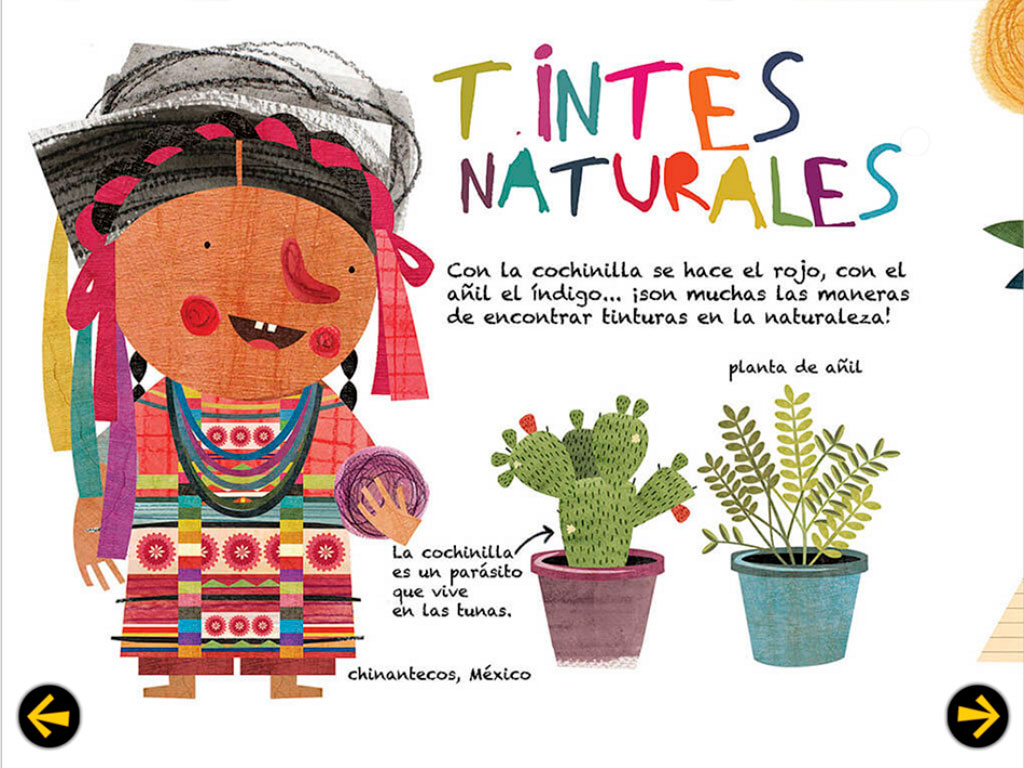 TINTES
NATURALES
Con la cochinilla se hace el rojo, con el
añil el índigo... ¡son muchas las maneras
de encontrar tinturas en la naturaleza!
planta de añil
La cochinilla
es un parásito
que vive
en las tunas.
chinantecos, México